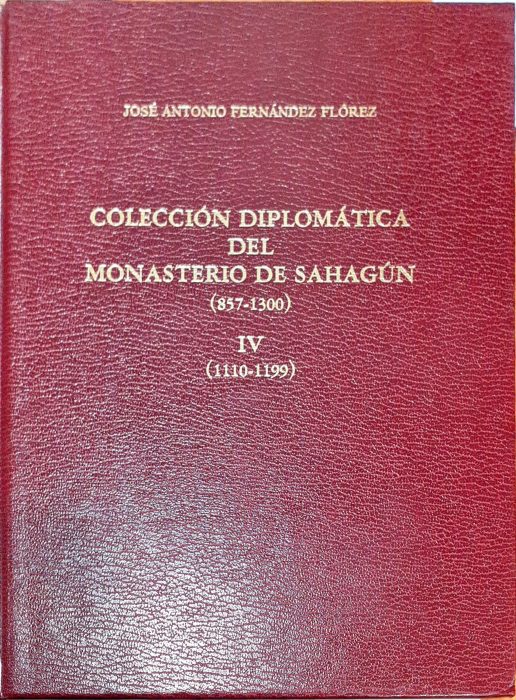 JOSÉ ANTONIO FERNÁNDEZ FLÓREZ
COLECCIÓN DIPLOMÁTICA
DEL
MONASTERIO DE SAHAGÚN
(857-1300)
IV
(1110-1199)